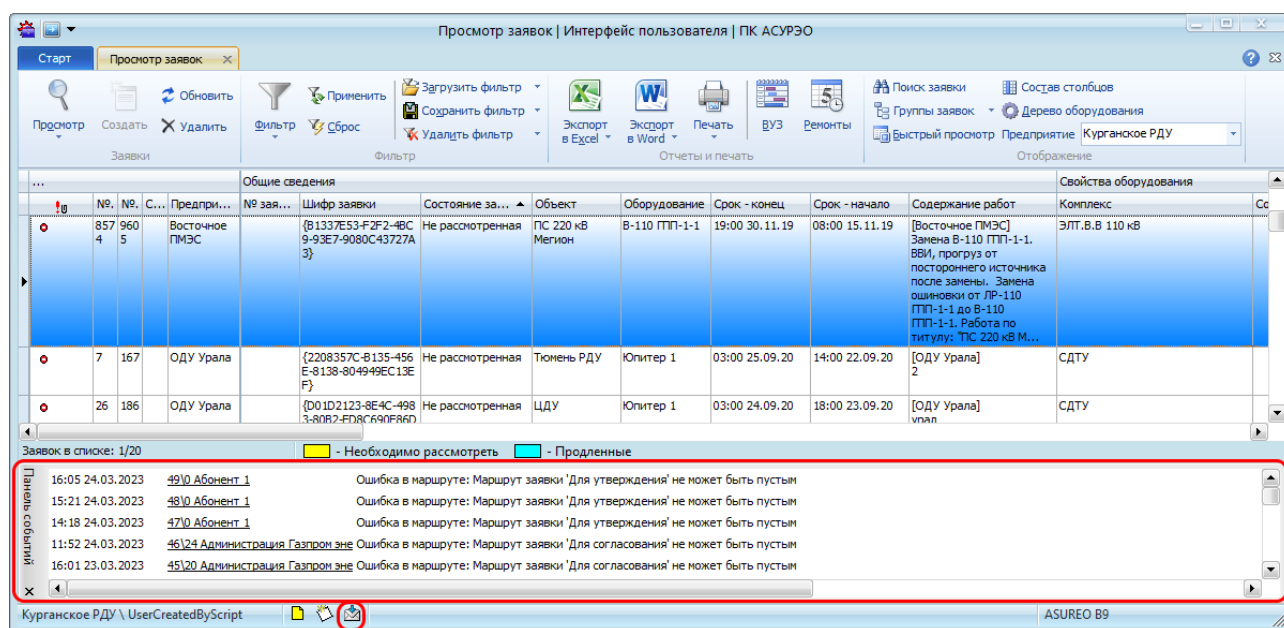 Просмотр заявок | Интерфейс пользователя | ПК АСУРЭО
Старт Просмотр заявок
Просмотр Создать Обновить Удалить
Фильтр Применить Сброс Загрузить фильтр Сохранить фильтр Удалить фильтр
Экспорт в Excel Экспорт в Word Печать ВУЗ Ремонты
Поиск заявки Состав столбцов
Группы заявок Дерево оборудования
Быстрый просмотр Предприятие Курганское РДУ
Заявки Фильтр Отчеты и печать Отображение
... Общие сведения Свойства оборудования
№. №. С... Предпри... № зая... Шифр заявки Состояние за... Объект Оборудование Срок - конец Срок - начало Содержание работ Комплекс Со
857 960 Восточное {B1337E53-F2F2-4BC Не рассмотренная ПС 220 кВ В-110 ГПП-1-1 19:00 30.11.19 08:00 15.11.19 [Восточное ПМЭС] ЭЛТ.В.В 110 кВ
4 5 ПМЭС 9-93E7-9080C43727A Мегион Замена В-110 ГПП-1-1.
3} ВВИ, прогруз от
постороннего источника
после замены. Замена
ошиновки от ЛР-110
ГПП-1-1 до В-110
ГПП-1-1. Работа по
титулу: "ПС 220 кВ М...
7 167 ОДУ Урала {2208357C-B135-456 Не рассмотренная Тюмень РДУ Юпитер 1 03:00 25.09.20 14:00 22.09.20 [ОДУ Урала] СДТУ
E-8138-804949EC13E 2
F}
26 186 ОДУ Урала {D01D2123-8E4C-498 Не рассмотренная ЦДУ Юпитер 1 03:00 24.09.20 18:00 23.09.20 [ОДУ Урала] СДТУ
3-80B2-FD8C690F86D урал
Заявок в списке: 1/20 - Необходимо рассмотреть - Продленные
Панель событий
16:05 24.03.2023 49\0 Абонент 1 Ошибка в маршруте: Маршрут заявки 'Для утверждения' не может быть пустым
15:21 24.03.2023 48\0 Абонент 1 Ошибка в маршруте: Маршрут заявки 'Для утверждения' не может быть пустым
14:18 24.03.2023 47\0 Абонент 1 Ошибка в маршруте: Маршрут заявки 'Для утверждения' не может быть пустым
11:52 24.03.2023 46\24 Администрация Газпром эне Ошибка в маршруте: Маршрут заявки 'Для согласования' не может быть пустым
16:01 23.03.2023 45\20 Администрация Газпром эне Ошибка в маршруте: Маршрут заявки 'Для согласования' не может быть пустым
Курганское РДУ \ UserCreatedByScript ASUREO B9